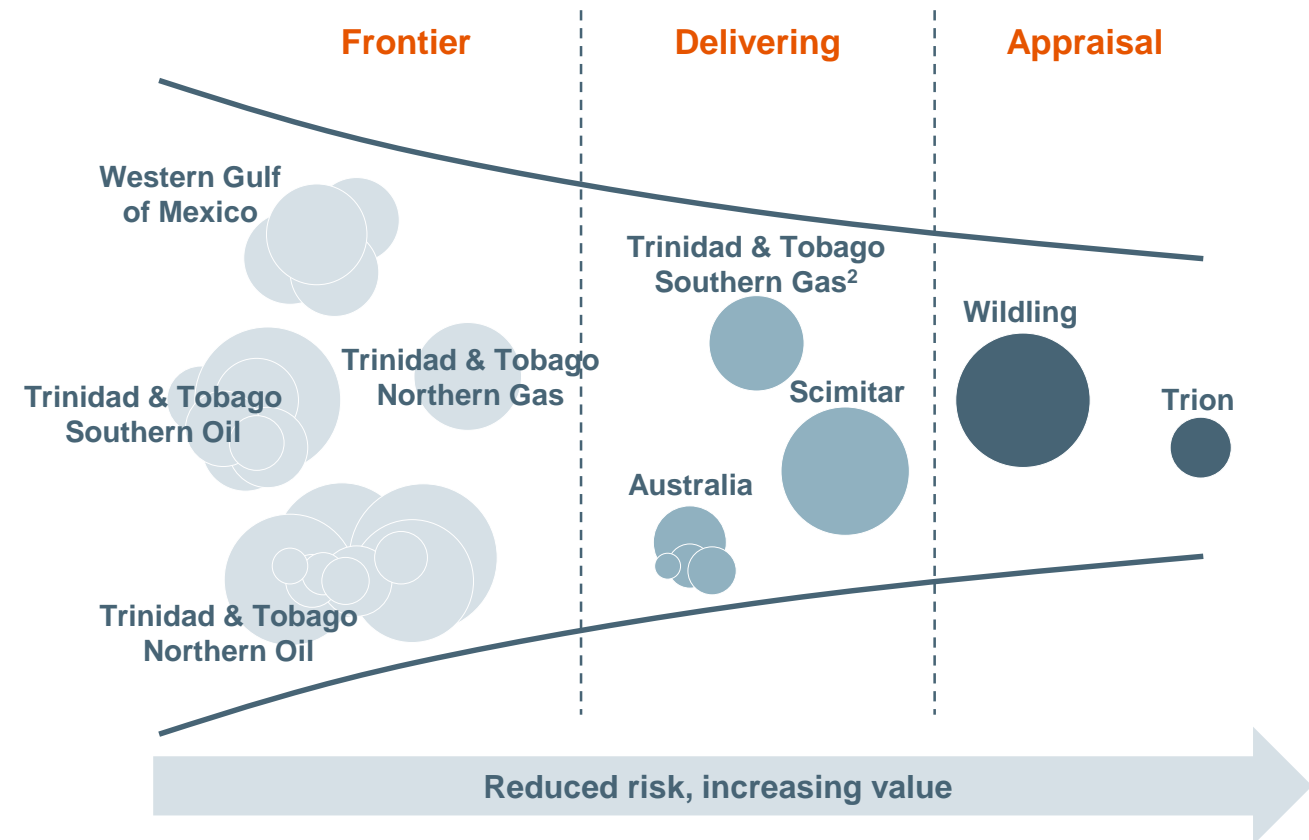 Frontier
Delivering
Appraisal
Western Gulf
of Mexico
Trinidad & Tobago
Southern Gas²
Wildling
Trinidad & Tobago
Northern Gas
Trinidad & Tobago
Southern Oil
Scimitar
Trion
Australia
Trinidad & Tobago
Northern Oil
Reduced risk, increasing value